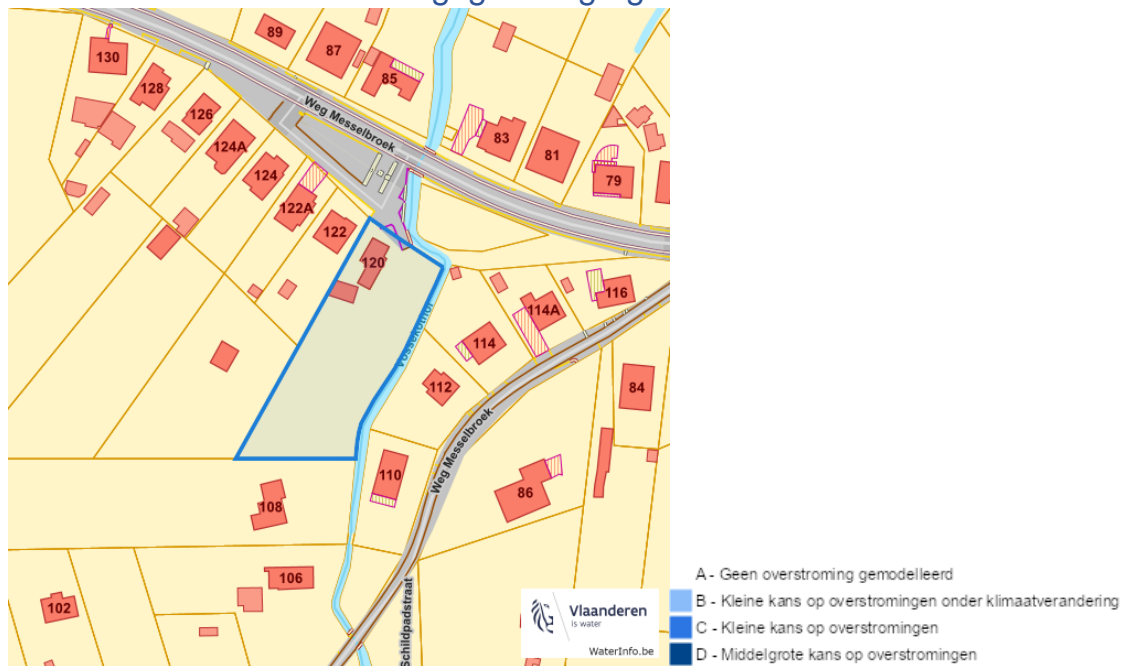 89
87
130
85
128
Weg Messelbroek
126
83
124A
81
124
79
122A
122
120
116
114A
114
112
84
Weg Messelbroek
110
86
108
106
102
Schildpadstraat
Vlaanderen
is water
WaterInfo.be
A - Geen overstroming gemodelleerd
B - Kleine kans op overstromingen onder klimaatverandering
C - Kleine kans op overstromingen
D - Middelgrote kans op overstromingen